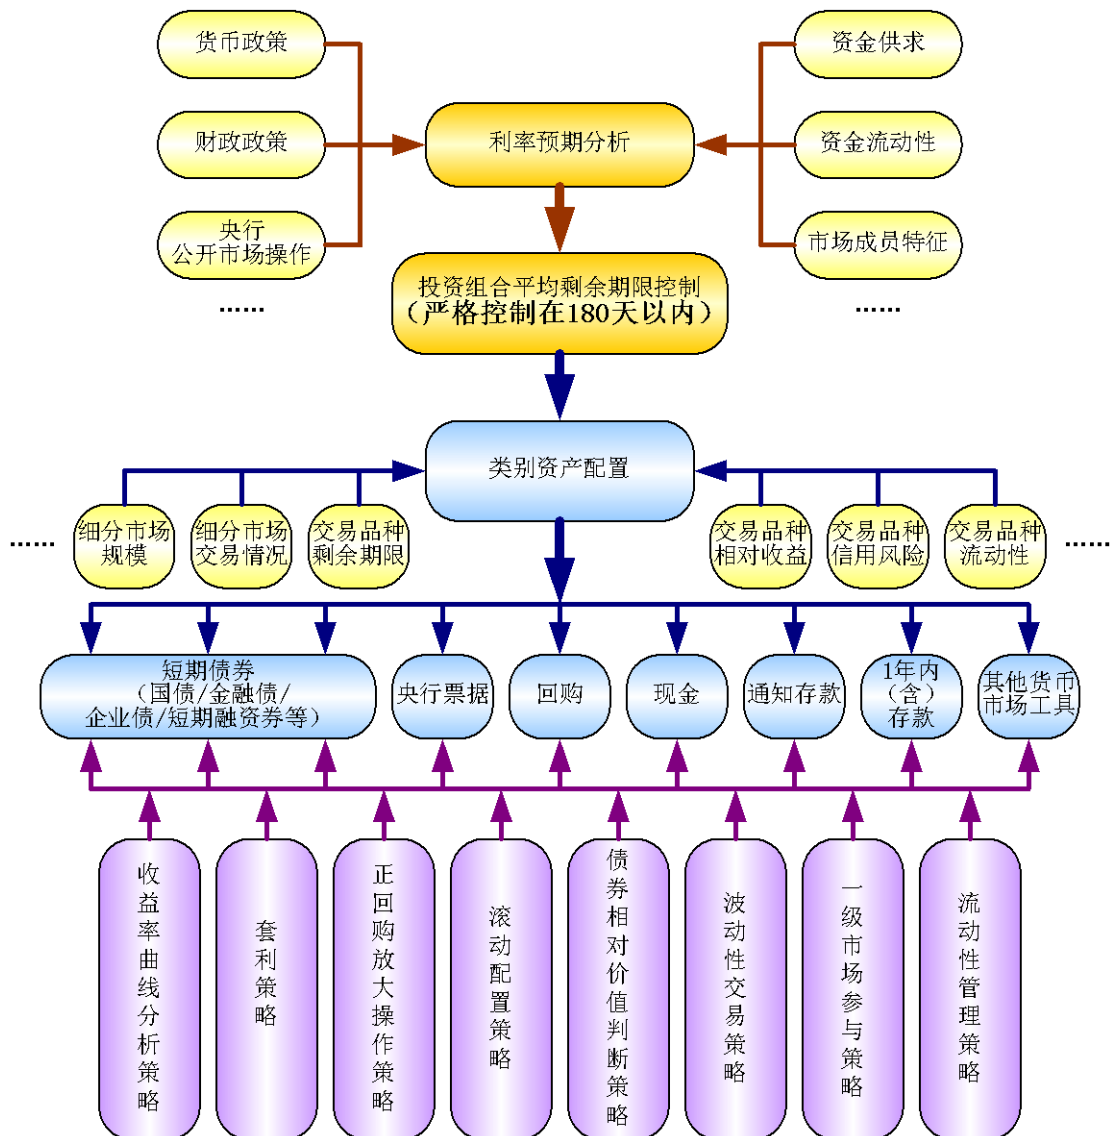 货币政策
资金供求
财政政策
利率预期分析
资金流动性
央行
公开市场操作
市场成员特征
……
投资组合平均剩余期限控制
（严格控制在180天以内）
……
类别资产配置
……
细分市场
规模
细分市场
交易情况
交易品种
剩余期限
交易品种
相对收益
交易品种
信用风险
交易品种
流动性
……
短期债券
（国债/金融债/
企业债/短期融资券等）
央行票据
回购
现金
通知存款
1年内
（含）
存款
其他货币
市场工具
收益率曲线分析策略
套利策略
正回购放大操作策略
滚动配置策略
债券相对价值判断策略
波动性交易策略
一级市场参与策略
流动性管理策略